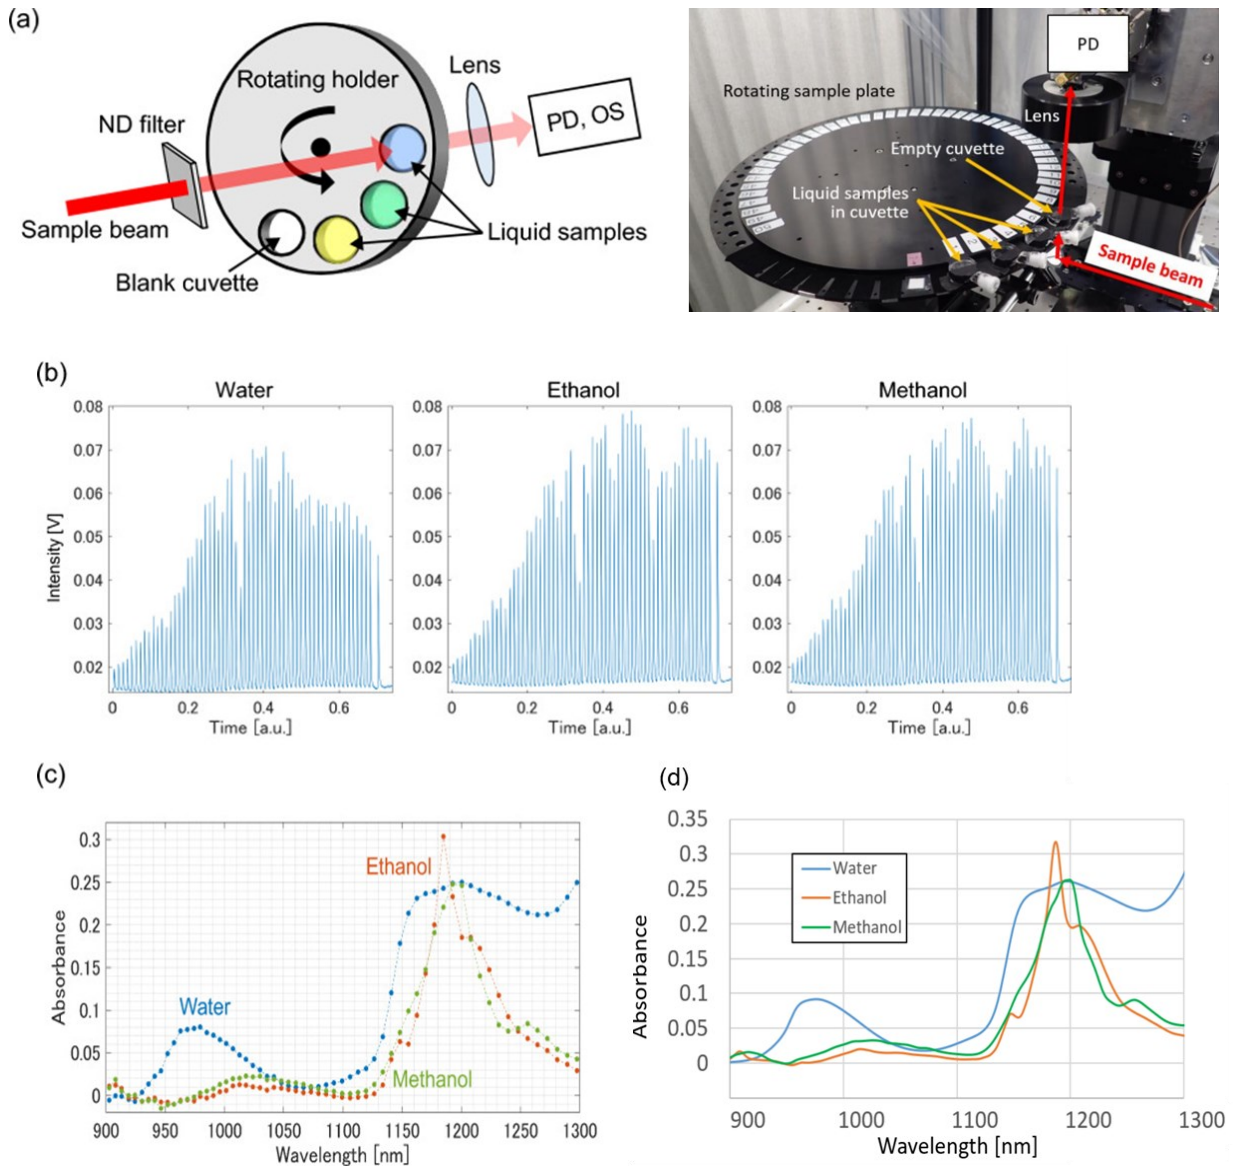 (a)
Rotating holder
Lens
ND filter
PD, OS
Sample beam
Liquid samples
Blank cuvette
PD
Rotating sample plate
Lens
Empty cuvette
Liquid samples
in cuvette
Sample beam
(b)
Water
Ethanol
Methanol
0.08
0.07
0.06
0.05
0.04
0.03
0.02
Intensity [V]
0
0.2
0.4
0.6
Time [a.u.]
0.08
0.07
0.06
0.05
0.04
0.03
0.02
0
0.2
0.4
0.6
Time [a.u.]
0.08
0.07
0.06
0.05
0.04
0.03
0.02
0
0.2
0.4
0.6
Time [a.u.]
(c)
0.3
0.25
0.2
0.15
0.1
0.05
0
Absorbance
Ethanol
Water
Methanol
900
950
1000
1050
1100
1150
1200
1250
1300
Wavelength [nm]
(d)
0.35
0.3
0.25
0.2
0.15
0.1
0.05
0
Absorbance
Water
Ethanol
Methanol
900
1000
1100
1200
1300
Wavelength [nm]